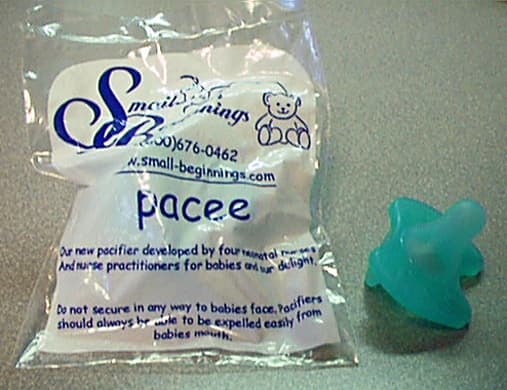 Small Beginnings
(800)676-0462
w.small-beginnings.com
pacee
Our new pacifier developed by four neonatal nurses
And nurse practitioners for babies and our delight.
Do not secure in any way to babies face. Pacifiers
should always be able to be expelled easily from
babies mouth.